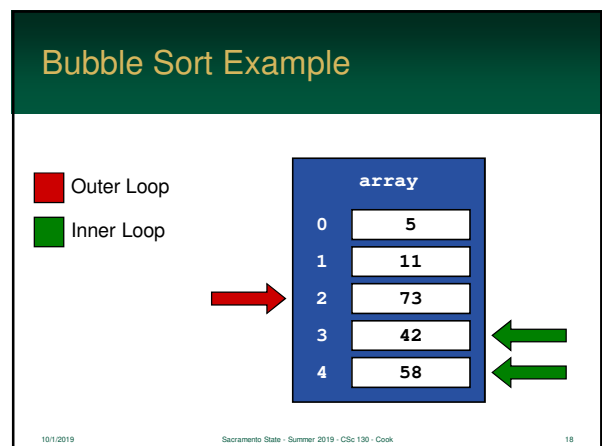 Bubble Sort Example
Outer Loop
Inner Loop
array
0 5
1 11
2 73
3 42
4 58
10/1/2019 Sacramento State - Summer 2019 - CSc 130 - Cook 18